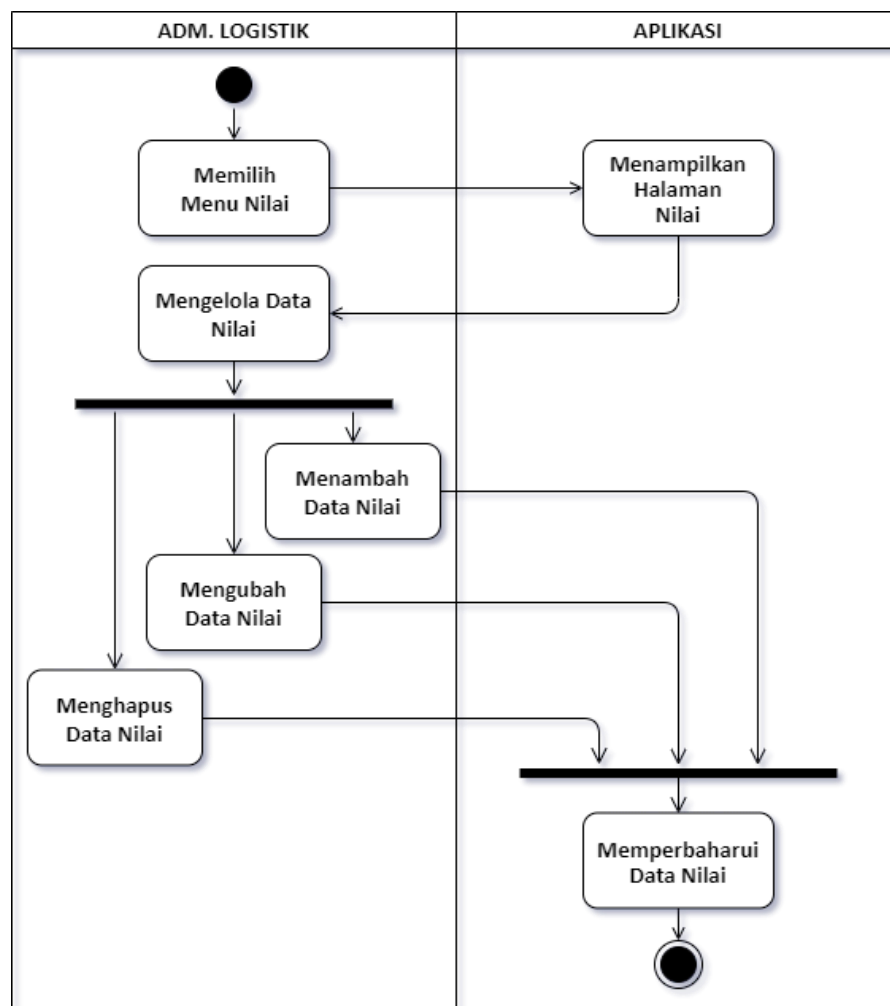 ADM. LOGISTIK
APLIKASI
Memilih
Menu Nilai
Menampilkan
Halaman
Nilai
Mengelola Data
Nilai
Menambah
Data Nilai
Mengubah
Data Nilai
Menghapus
Data Nilai
Memperbaharui
Data Nilai